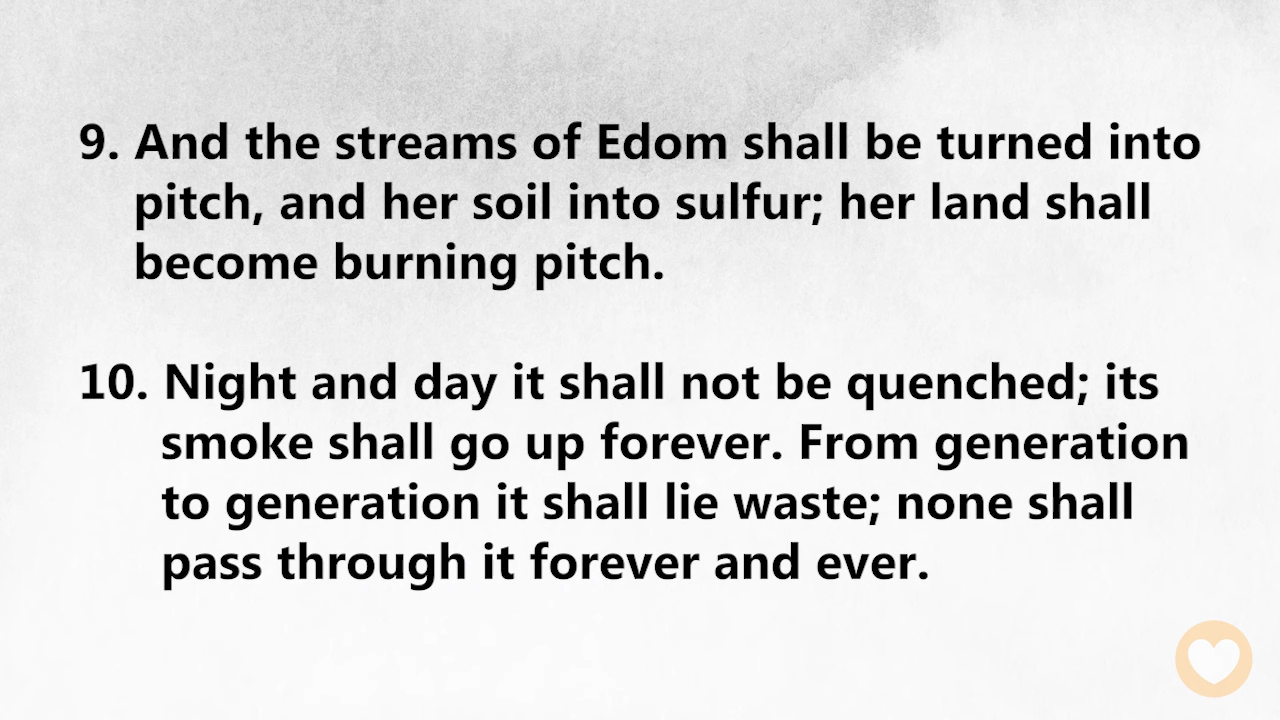 9. And the streams of Edom shall be turned into
pitch, and her soil into sulfur; her land shall
become burning pitch.
10. Night and day it shall not be quenched; its
smoke shall go up forever. From generation
to generation it shall lie waste; none shall
pass through it forever and ever.